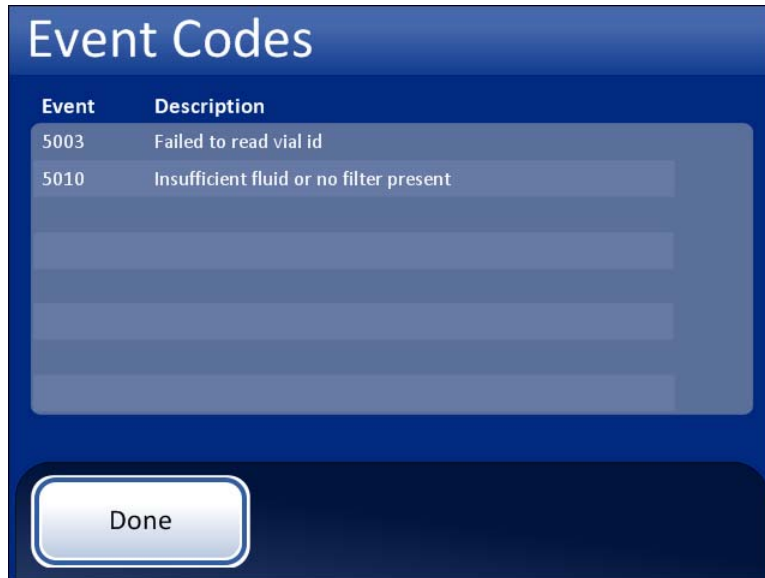 Event Codes
Event Description
5003 Failed to read vial id
5010 Insufficient fluid or no filter present
Done